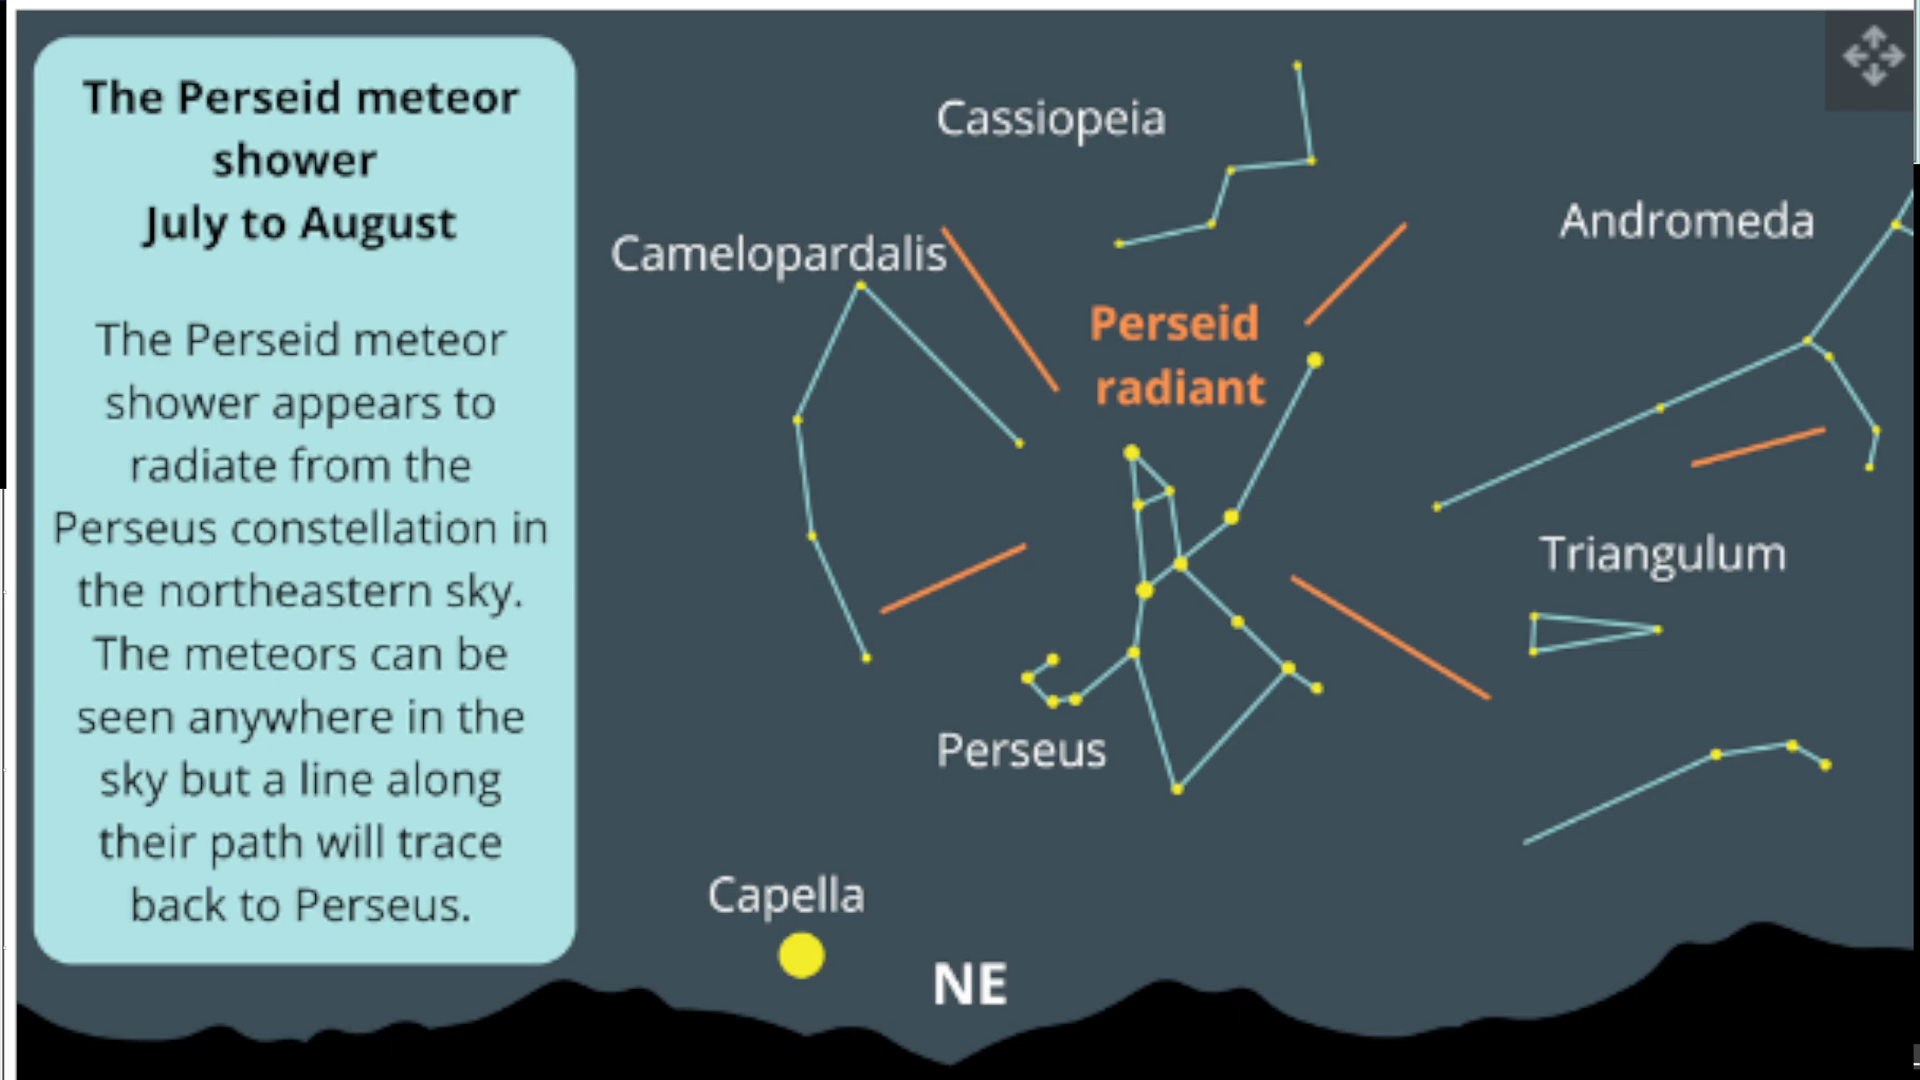 The Perseid meteor
shower
July to August
The Perseid meteor
shower appears to
radiate from the
Perseus constellation in
the northeastern sky.
The meteors can be
seen anywhere in the
sky but a line along
their path will trace
back to Perseus.
Cassiopeia
Andromeda
Camelopardalis
Perseid
radiant
Triangulum
Perseus
Capella
NE